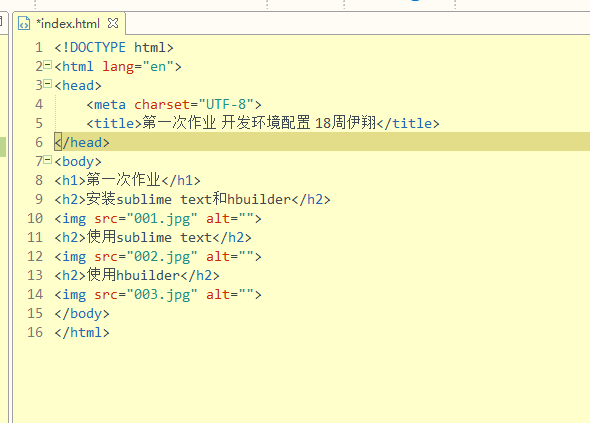 *index.html
1 <!DOCTYPE html>
2 <html lang="en">
3 <head>
4     <meta charset="UTF-8">
5     <title>第一次作业 开发环境配置 18周伊翔</title>
6 </head>
7 <body>
8 <h1>第一次作业</h1>
9 <h2>安装sublime text和hbuilder</h2>
10 <img src="001.jpg" alt="">
11 <h2>使用sublime text</h2>
12 <img src="002.jpg" alt="">
13 <h2>使用hbuilder</h2>
14 <img src="003.jpg" alt="">
15 </body>
16 </html>